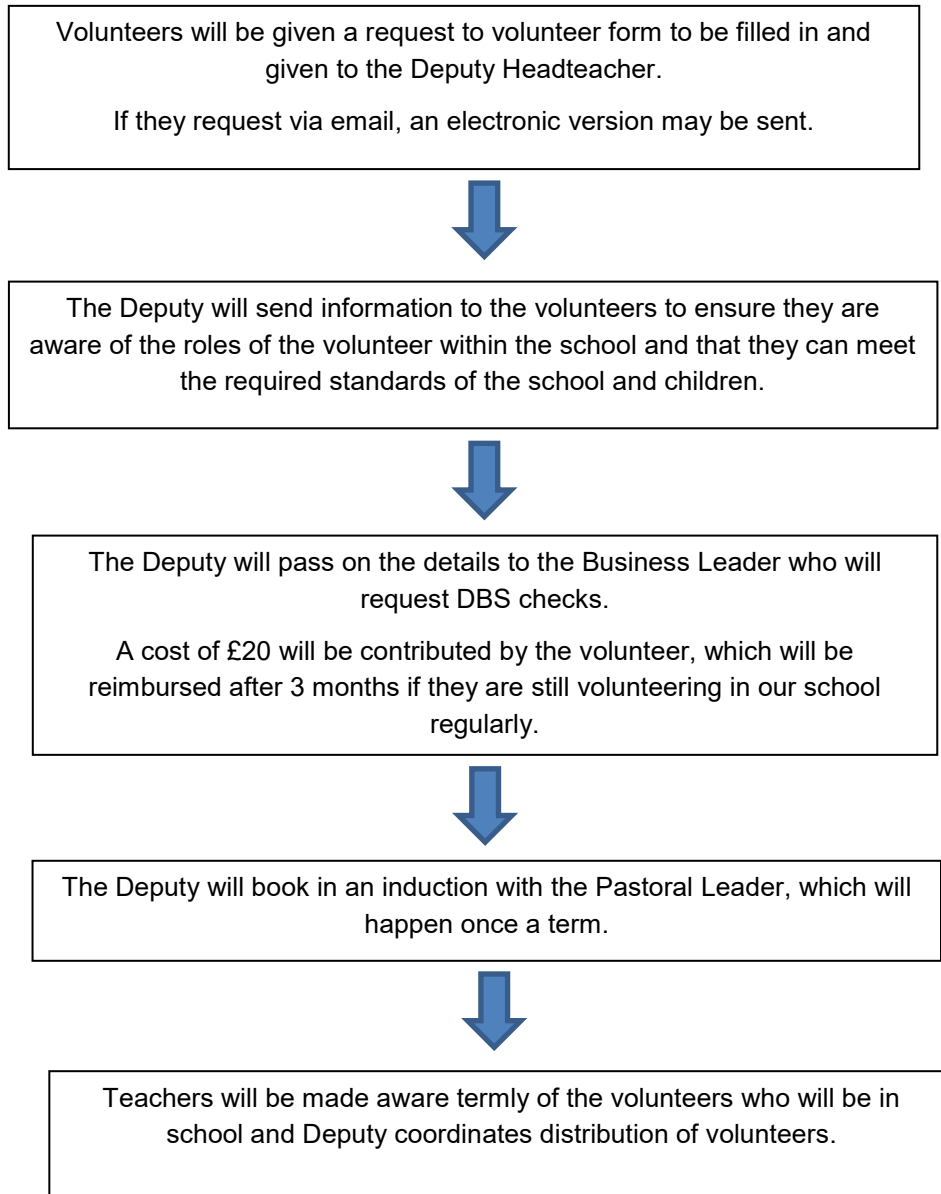 Volunteers will be given a request to volunteer form to be filled in and
given to the Deputy Headteacher.
If they request via email, an electronic version may be sent.
The Deputy will send information to the volunteers to ensure they are
aware of the roles of the volunteer within the school and that they can meet
the required standards of the school and children.
The Deputy will pass on the details to the Business Leader who will
request DBS checks.
A cost of £20 will be contributed by the volunteer, which will be
reimbursed after 3 months if they are still volunteering in our school
regularly.
The Deputy will book in an induction with the Pastoral Leader, which will
happen once a term.
Teachers will be made aware termly of the volunteers who will be in
school and Deputy coordinates distribution of volunteers.